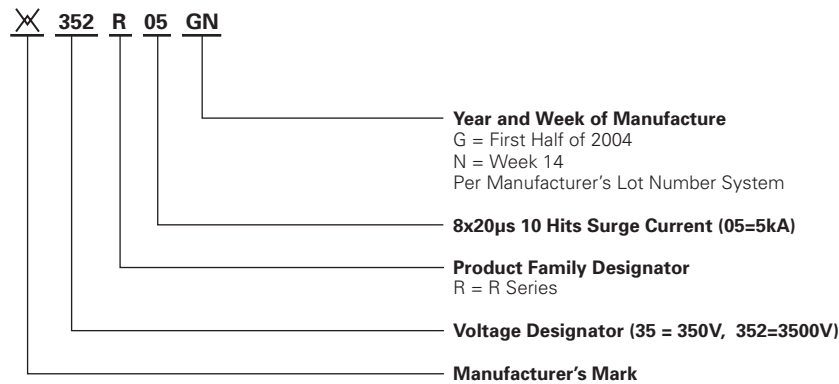 352 R 05 GN
Year and Week of Manufacture
G = First Half of 2004
N = Week 14
Per Manufacturer's Lot Number System
8x20μs 10 Hits Surge Current (05=5kA)
Product Family Designator
R = R Series
Voltage Designator (35 = 350V, 352=3500V)
Manufacturer's Mark